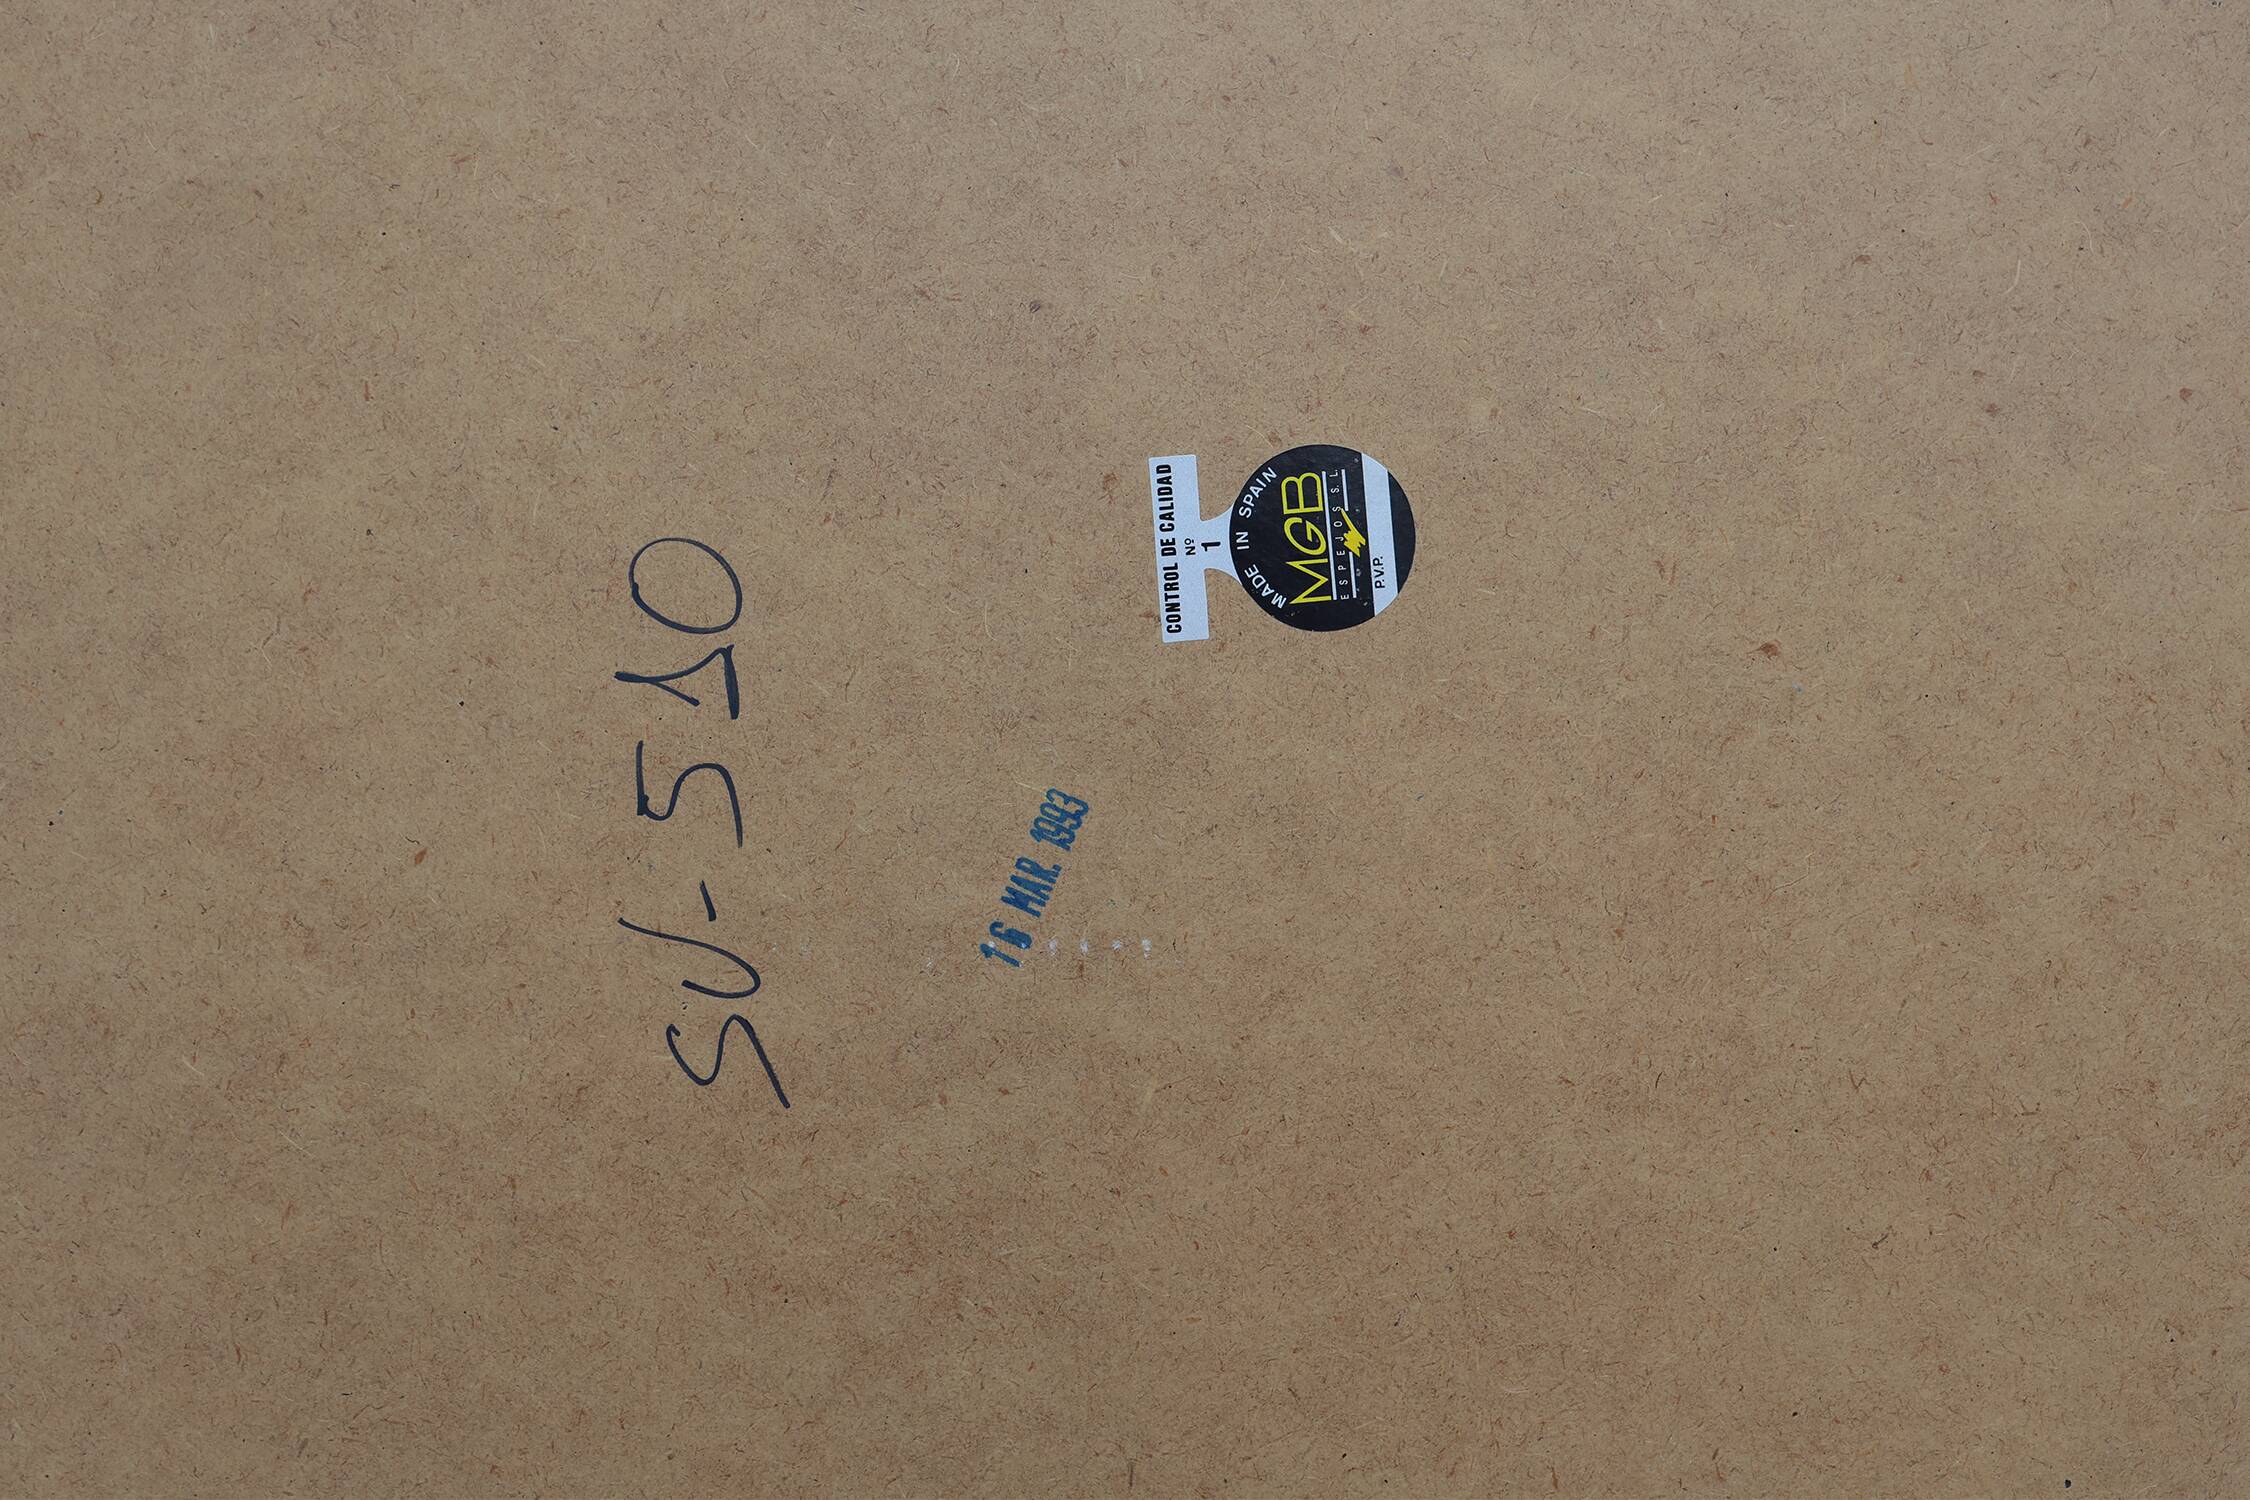 SU-510
16 MAR. 1993
CONTROL DE CALIDAD
Nº
1
MADE IN SPAIN
MGB
ESPEJOS S.L.
P.V.P.